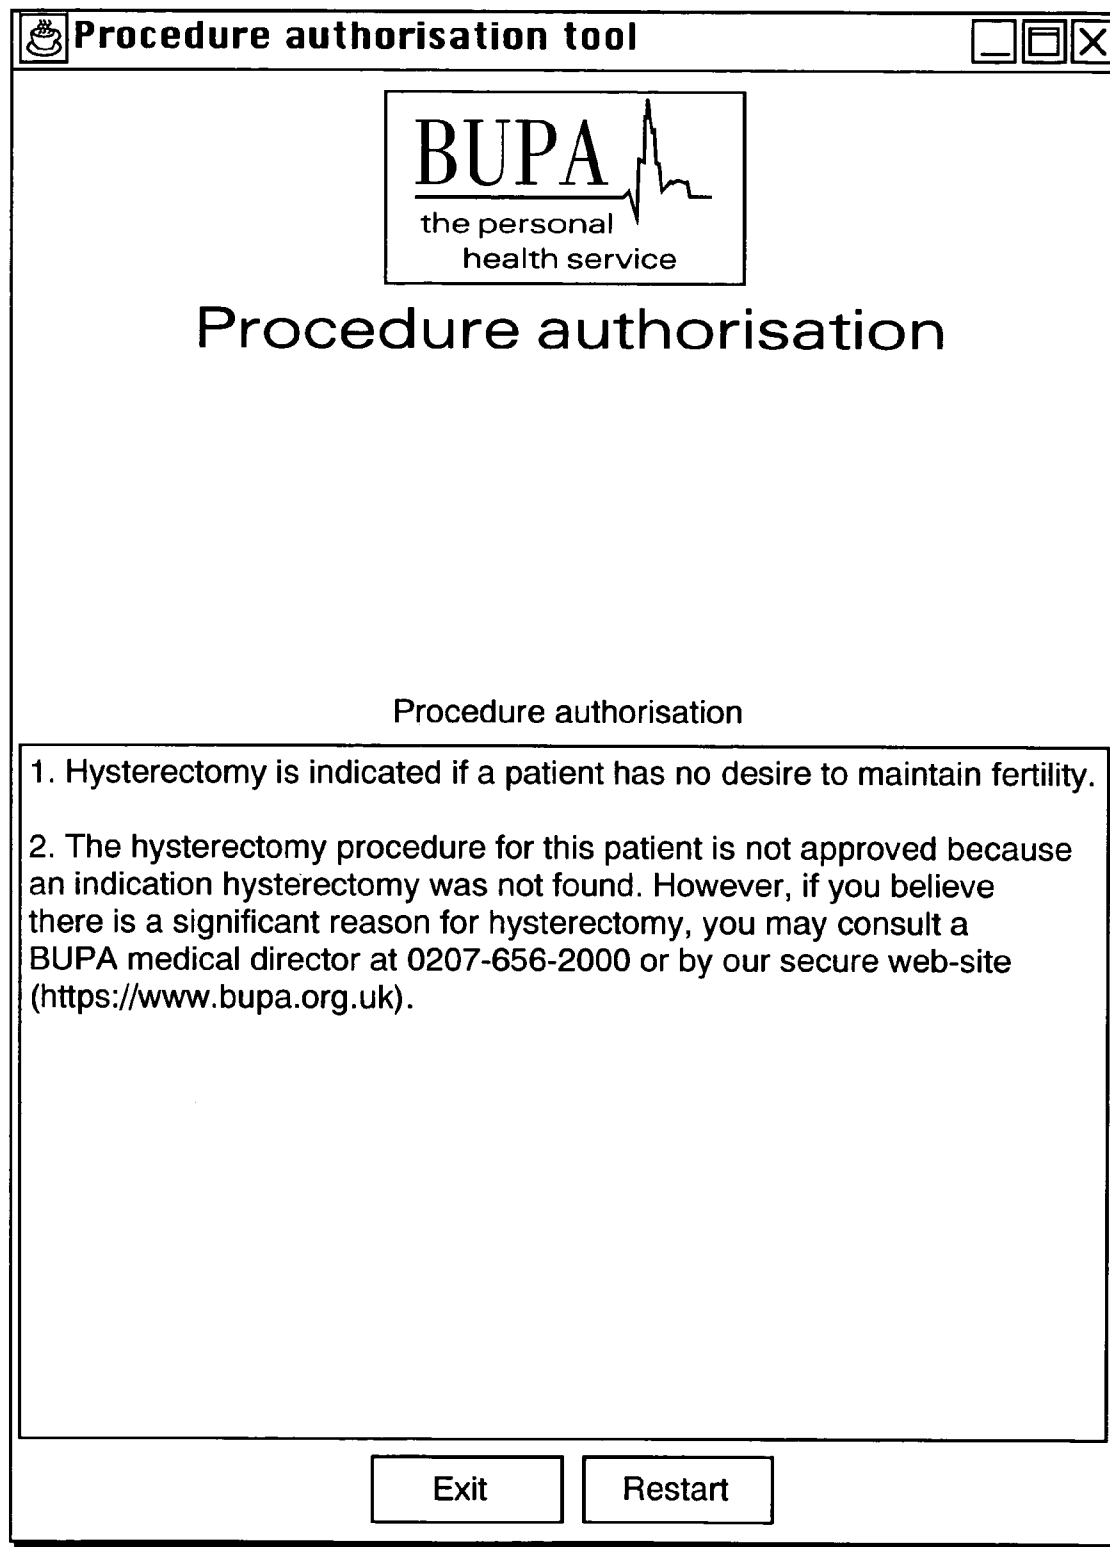 Procedure authorisation tool
BUPA
the personal
health service
Procedure authorisation
Procedure authorisation
1. Hysterectomy is indicated if a patient has no desire to maintain fertility.
2. The hysterectomy procedure for this patient is not approved because
an indication hysterectomy was not found. However, if you believe
there is a significant reason for hysterectomy, you may consult a
BUPA medical director at 0207-656-2000 or by our secure web-site
(https://www.bupa.org.uk).
Exit
Restart